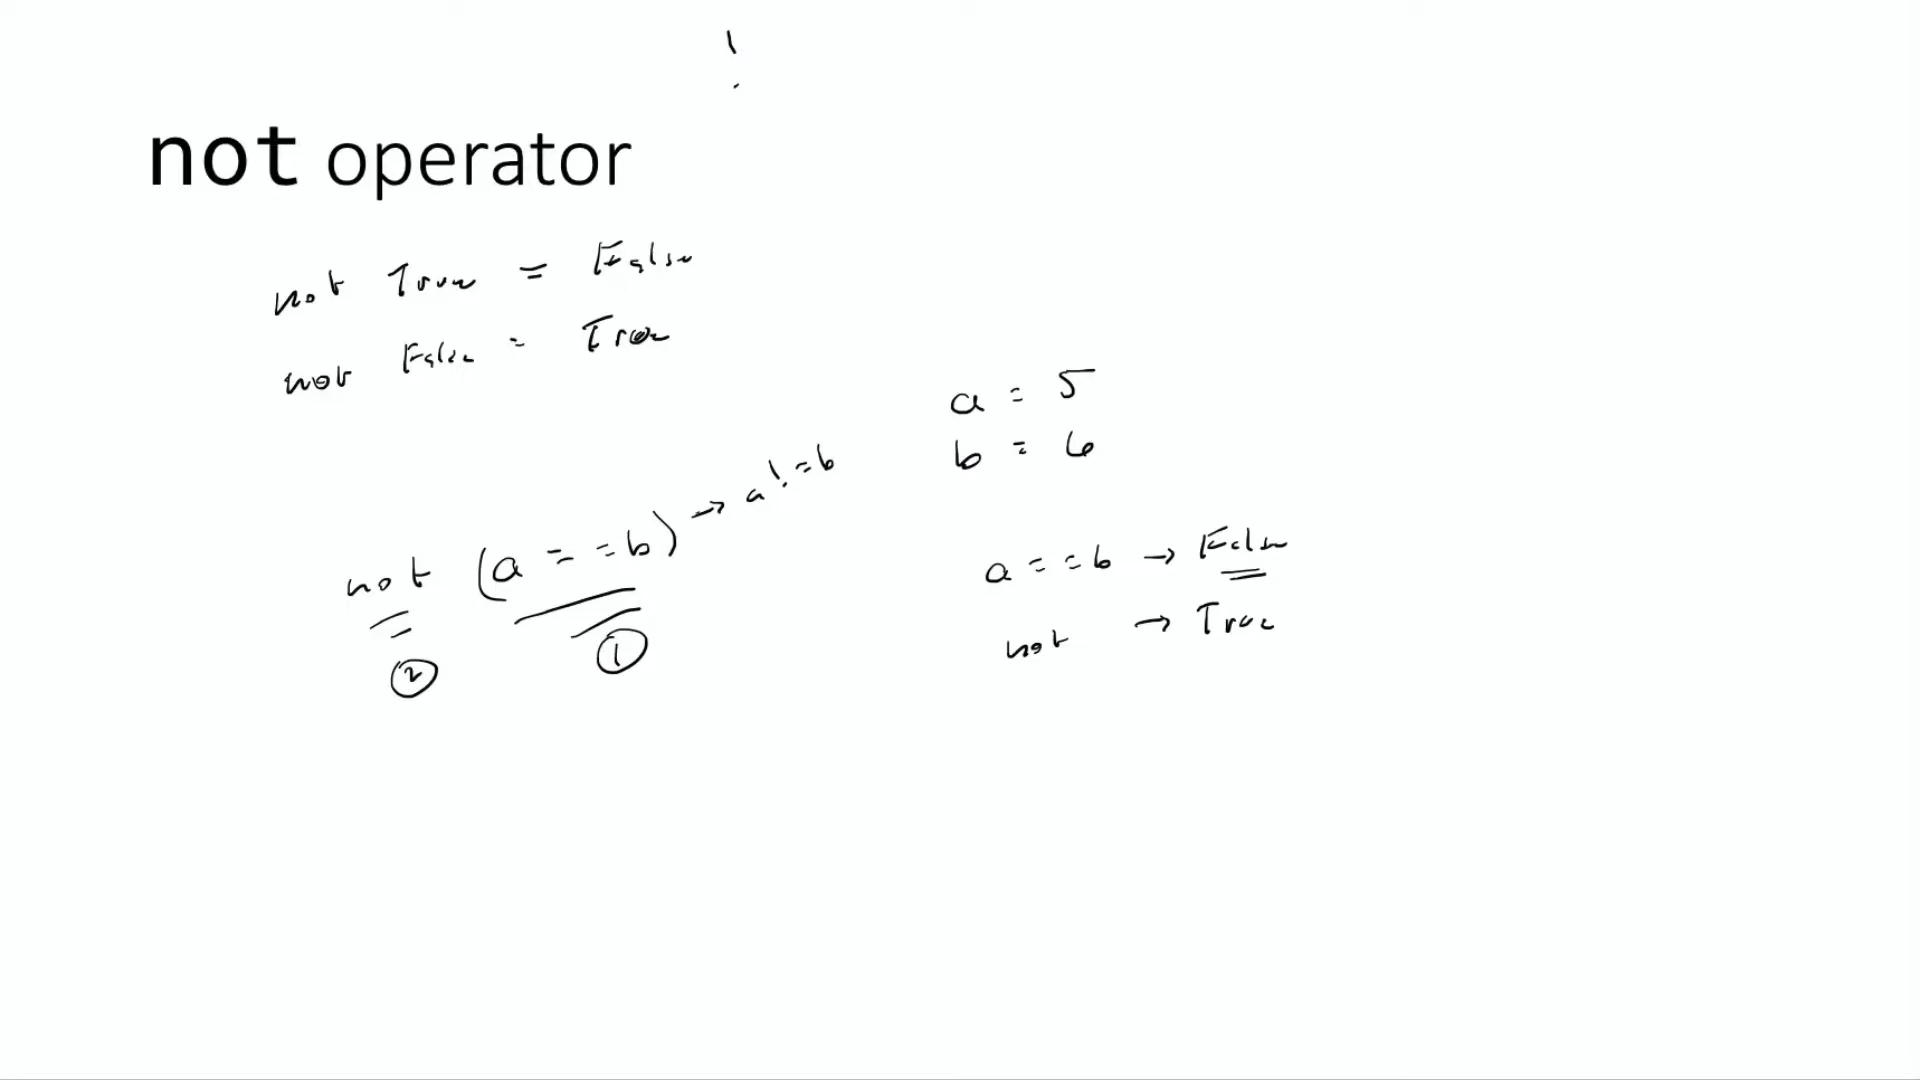 !
not operator
not True = False
not False = True
a = 5
b = 6
not (a == b) → a != b
a == b → False
not → True
② ①